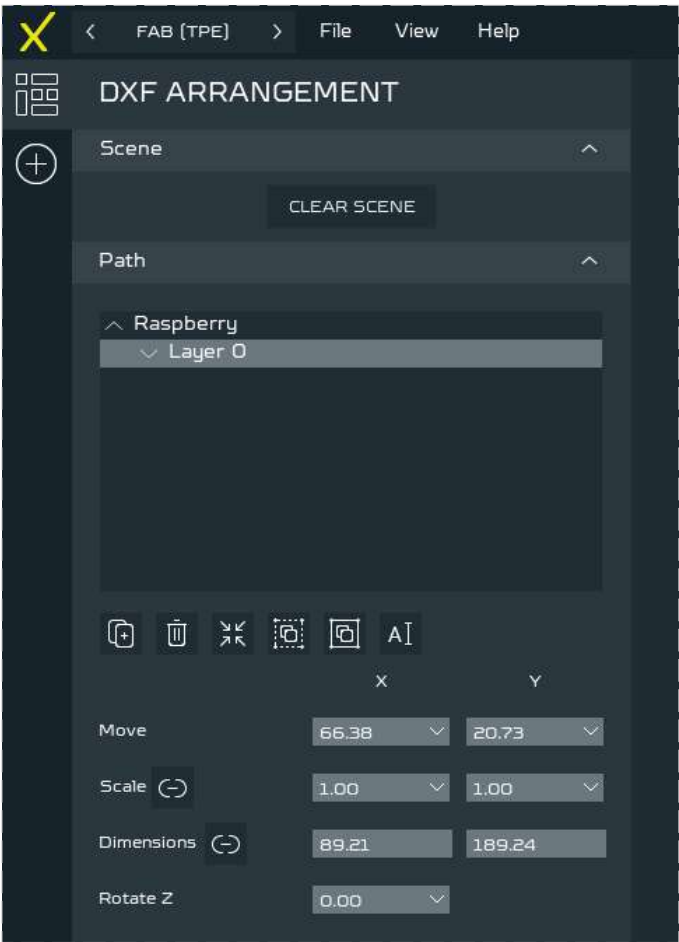 FAB (TPE) File View Help
DXF ARRANGEMENT
Scene
CLEAR SCENE
Path
Raspberry
Layer 0
A
X Y
Move 66.38 20.73
Scale 1.00 1.00
Dimensions 89.21 189.24
Rotate Z 0.00